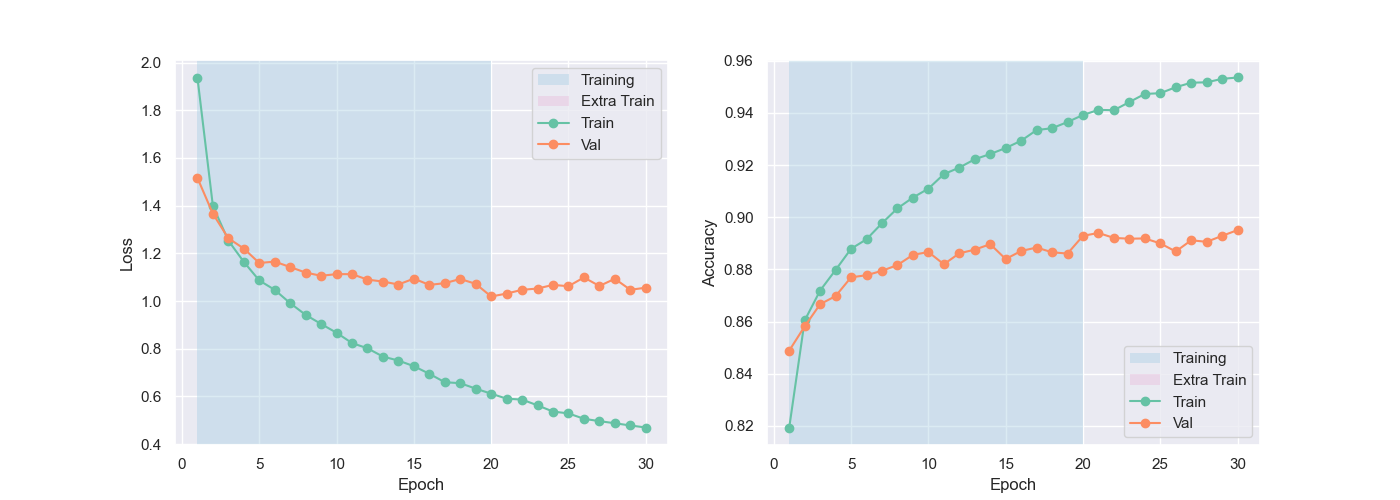 2.0
1.8
1.6
1.4
1.2
1.0
0.8
0.6
0.4
Loss
0 5 10 15 20 25 30
Epoch
Training
Extra Train
Train
Val
0.96
0.94
0.92
0.90
0.88
0.86
0.84
0.82
Accuracy
0 5 10 15 20 25 30
Epoch
Training
Extra Train
Train
Val